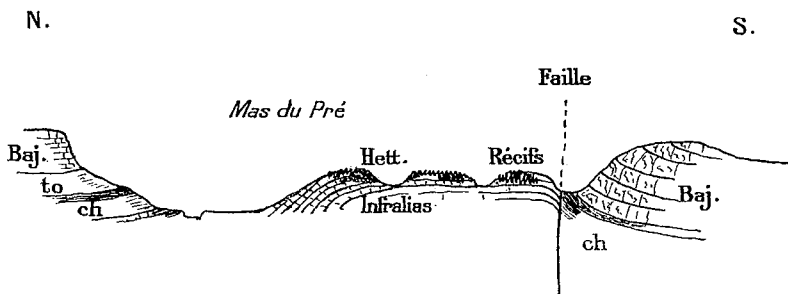 N.
S.
Faille
Mas du Pré
Baj.
Hett.
Récifs
to
ch
Infralias
Baj.
ch